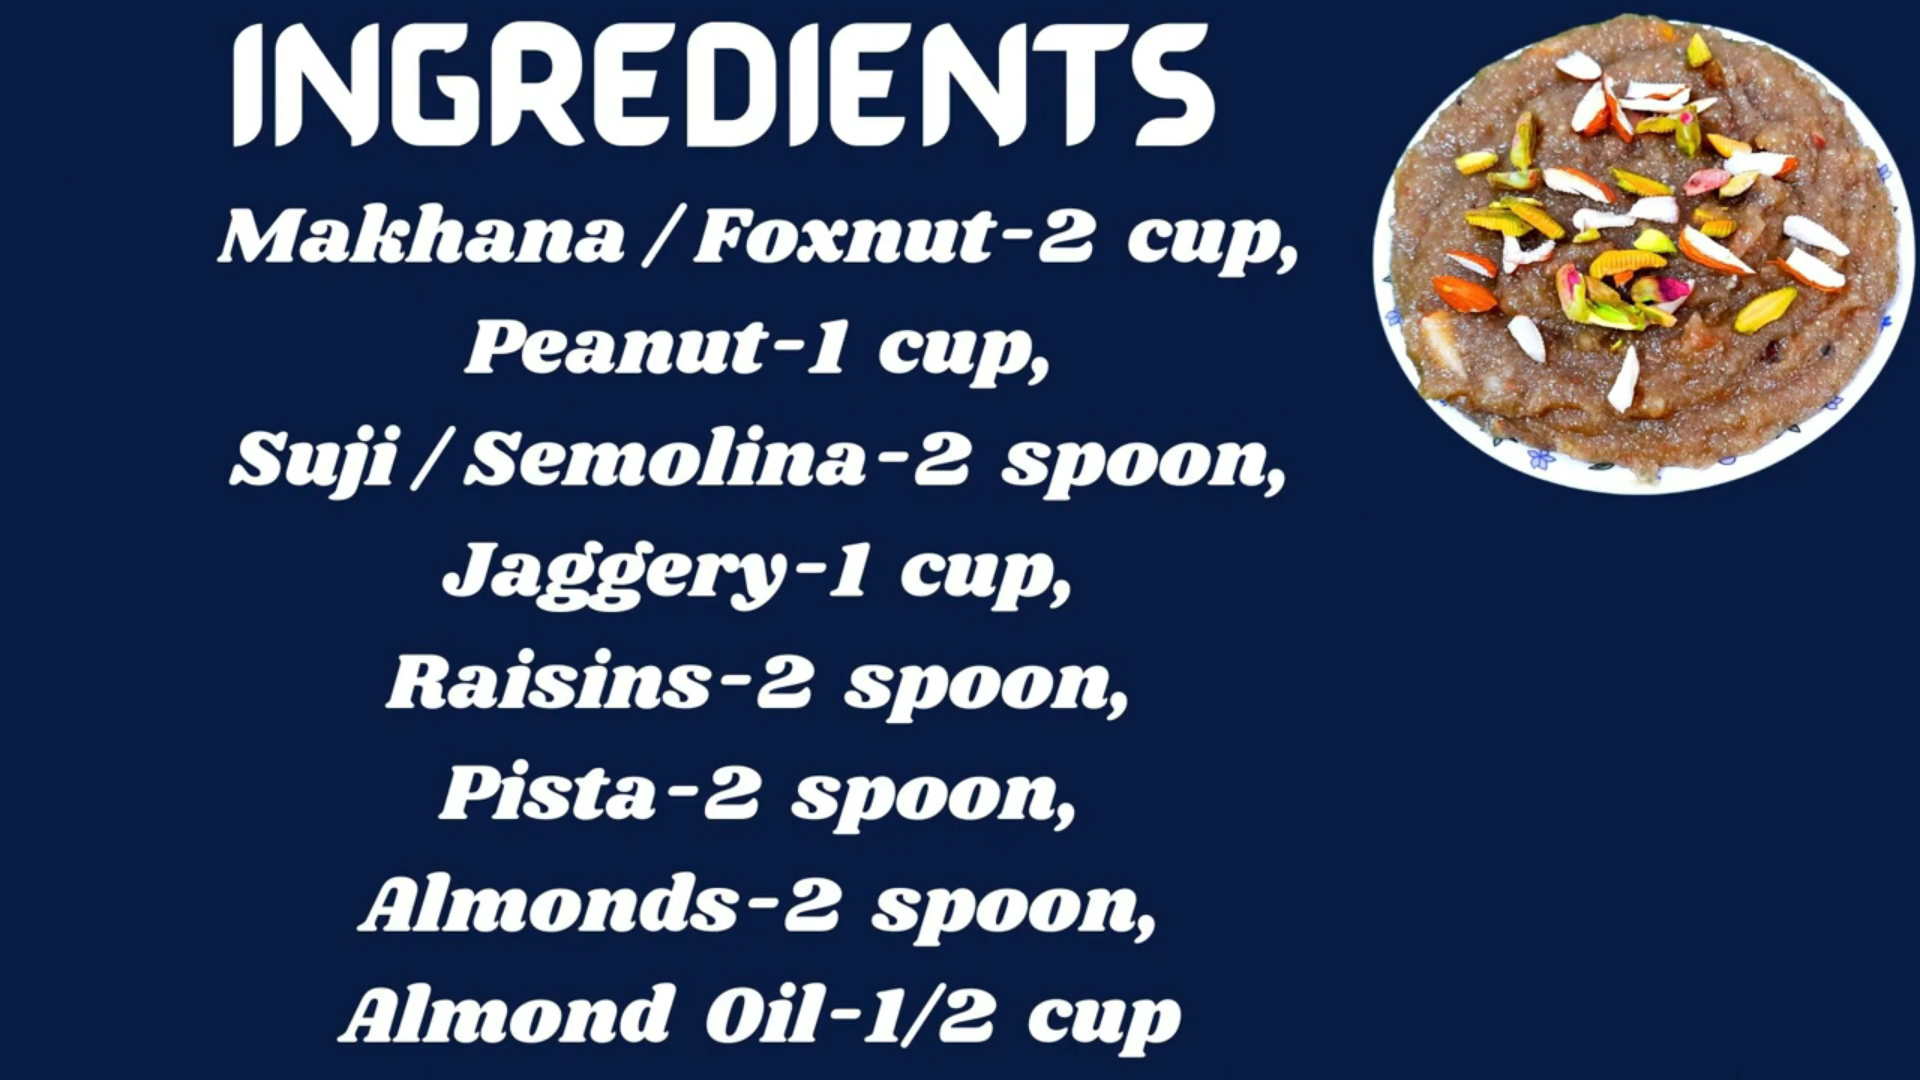 INGREDIENTS
Makhana / Foxnut-2 cup,
Peanut-1 cup,
Suji / Semolina-2 spoon,
Jaggery-1 cup,
Raisins-2 spoon,
Pista-2 spoon,
Almonds-2 spoon,
Almond Oil-1/2 cup